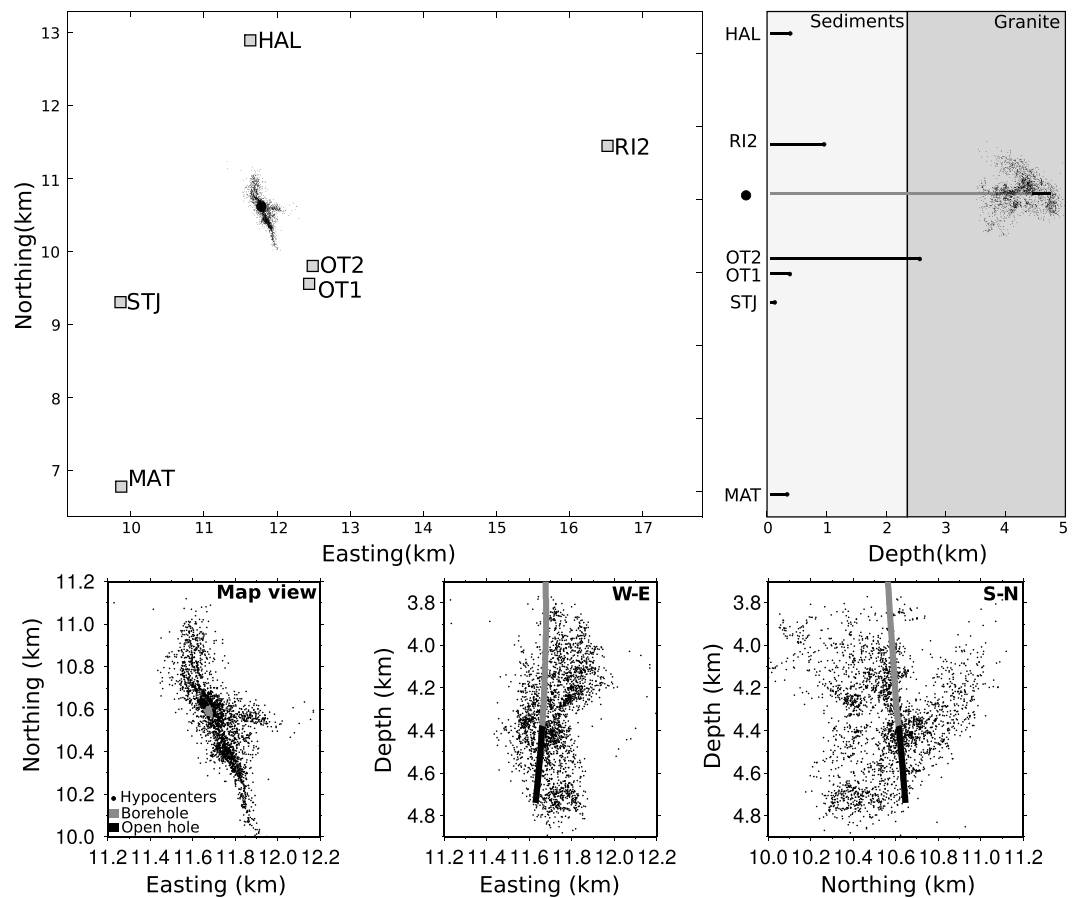 13
12
11
10
9
8
7
Northing(km)
HAL
RI2
OT2
OT1
STJ
MAT
10 11 12 13 14 15 16 17
Easting(km)
Sediments Granite
HAL
RI2
OT2
OT1
STJ
MAT
0 1 2 3 4 5
Depth(km)
Map view
11.2
11.0
10.8
10.6
10.4
10.2
10.0
Northing (km)
Hypocenters
Borehole
Open hole
11.2 11.4 11.6 11.8 12.0 12.2
Easting (km)
W-E
3.8
4.0
4.2
4.4
4.6
4.8
Depth (km)
11.2 11.4 11.6 11.8 12.0 12.2
Easting (km)
S-N
3.8
4.0
4.2
4.4
4.6
4.8
Depth (km)
10.0 10.2 10.4 10.6 10.8 11.0 11.2
Northing (km)